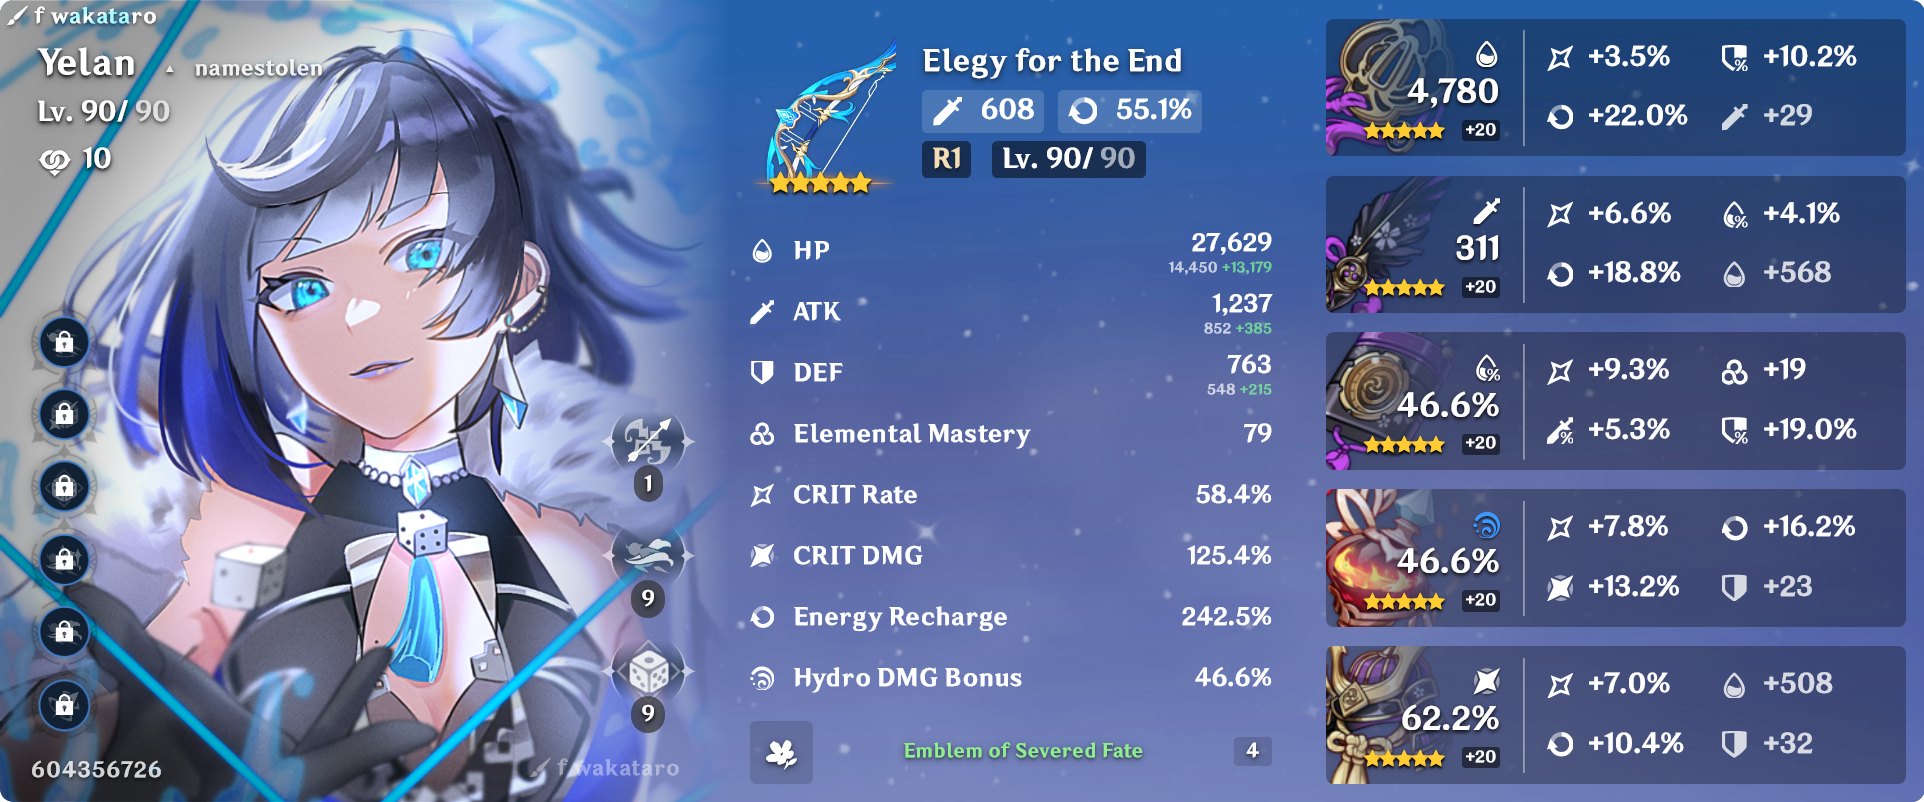 f wakataro
Yelan namestolen
Lv. 90/ 90
10
1
9
9
604356726
f wakataro
Elegy for the End
608 55.1%
R1 Lv. 90/ 90
HP 27,629
14,450 +13,179
ATK 1,237
852 +385
DEF 763
548 +215
Elemental Mastery 79
CRIT Rate 58.4%
CRIT DMG 125.4%
Energy Recharge 242.5%
Hydro DMG Bonus 46.6%
Emblem of Severed Fate 4
4,780
+20
+3.5% +10.2%
+22.0% +29
311
+20
+6.6% +4.1%
+18.8% +568
46.6%
+20
+9.3% +19
+5.3% +19.0%
46.6%
+20
+7.8% +16.2%
+13.2% +23
62.2%
+20
+7.0% +508
+10.4% +32